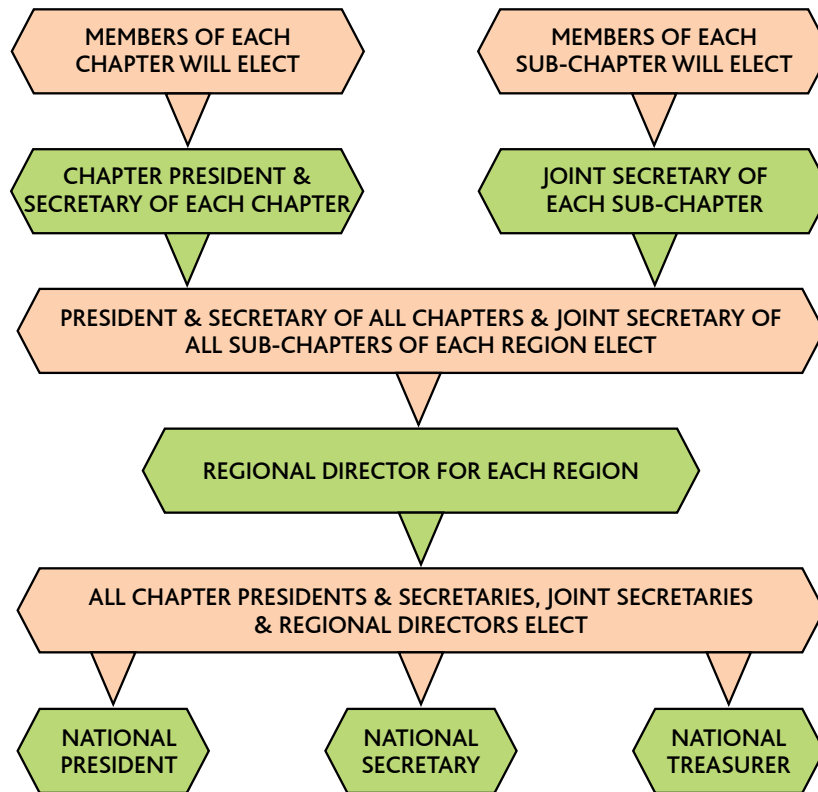 MEMBERS OF EACH
CHAPTER WILL ELECT
MEMBERS OF EACH
SUB-CHAPTER WILL ELECT
CHAPTER PRESIDENT &
SECRETARY OF EACH CHAPTER
JOINT SECRETARY OF
EACH SUB-CHAPTER
PRESIDENT & SECRETARY OF ALL CHAPTERS & JOINT SECRETARY OF
ALL SUB-CHAPTERS OF EACH REGION ELECT
REGIONAL DIRECTOR FOR EACH REGION
ALL CHAPTER PRESIDENTS & SECRETARIES, JOINT SECRETARIES
& REGIONAL DIRECTORS ELECT
NATIONAL
PRESIDENT
NATIONAL
SECRETARY
NATIONAL
TREASURER